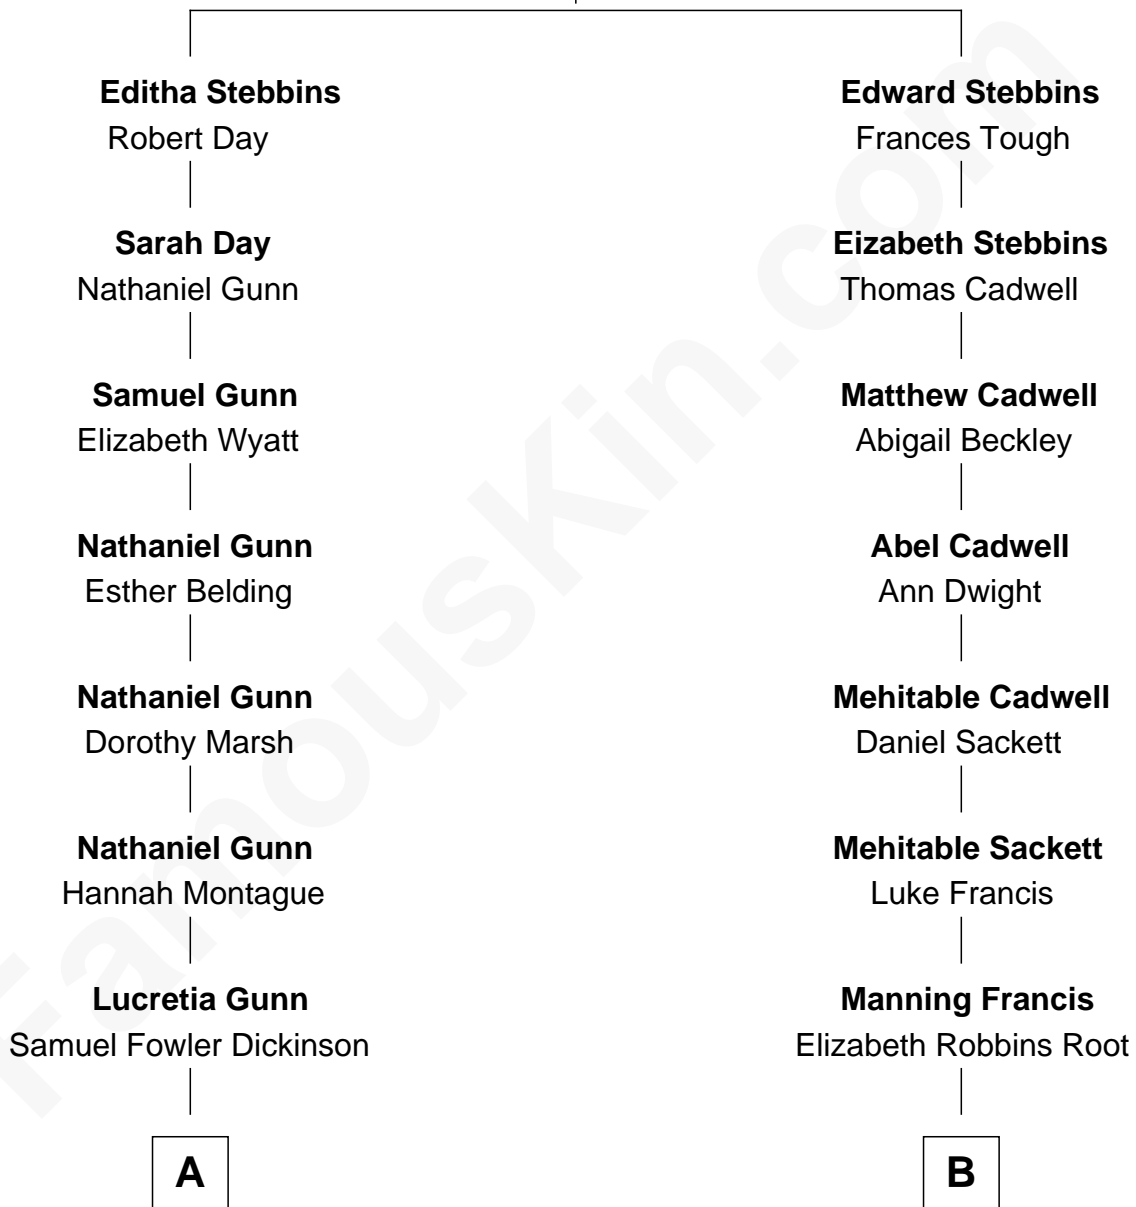 Editha Stebbins
Robert Day
Sarah Day
Nathaniel Gunn
Samuel Gunn
Elizabeth Wyatt
Nathaniel Gunn
Esther Belding
Nathaniel Gunn
Dorothy Marsh
Nathaniel Gunn
Hannah Montague
Lucretia Gunn
Samuel Fowler Dickinson
A
Edward Stebbins
Frances Tough
Eizabeth Stebbins
Thomas Cadwell
Matthew Cadwell
Abigail Beckley
Abel Cadwell
Ann Dwight
Mehitable Cadwell
Daniel Sackett
Mehitable Sackett
Luke Francis
Manning Francis
Elizabeth Robbins Root
B
FamousKin.com